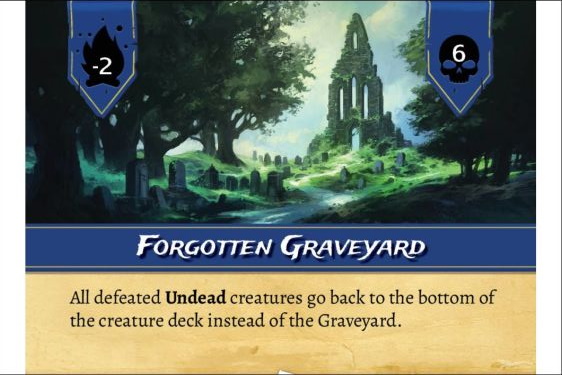 -2
6
Forgotten Graveyard
All defeated Undead creatures go back to the bottom of
the creature deck instead of the Graveyard.